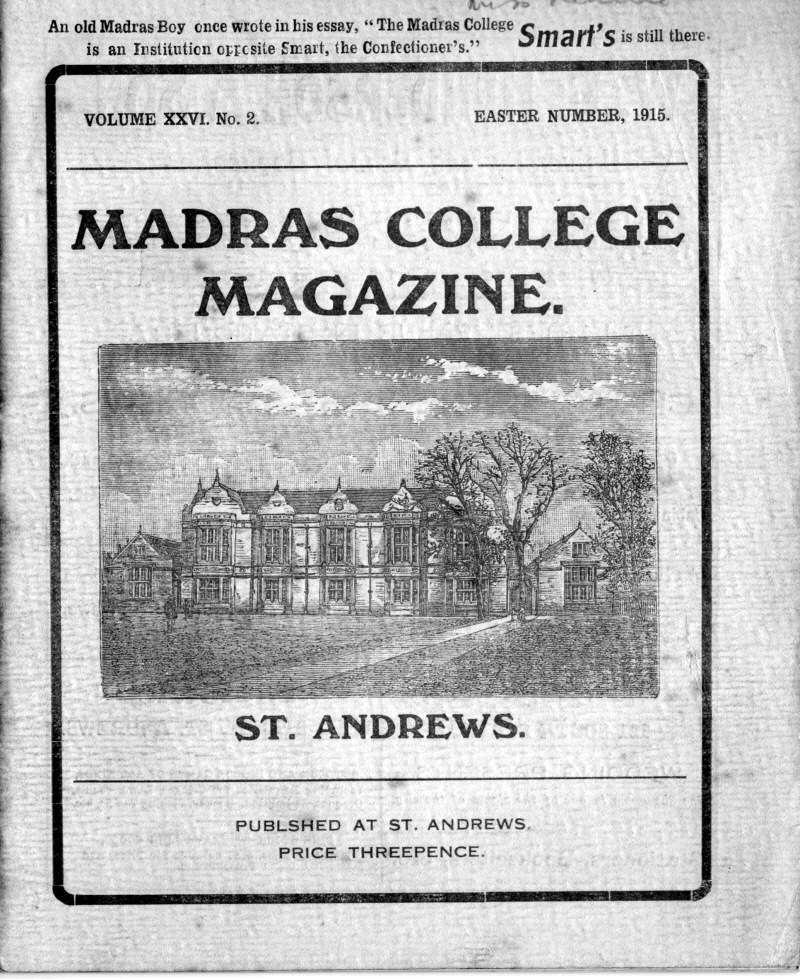 An old Madras Boy once wrote in his essay, "The Madras College
is an Institution opposite Smart, the Confectioner's."
Smart's is still there.
VOLUME XXVI. No. 2.
EASTER NUMBER, 1915.
MADRAS COLLEGE
MAGAZINE.
ST. ANDREWS.
PUBLSHED AT ST. ANDREWS.
PRICE THREEPENCE.